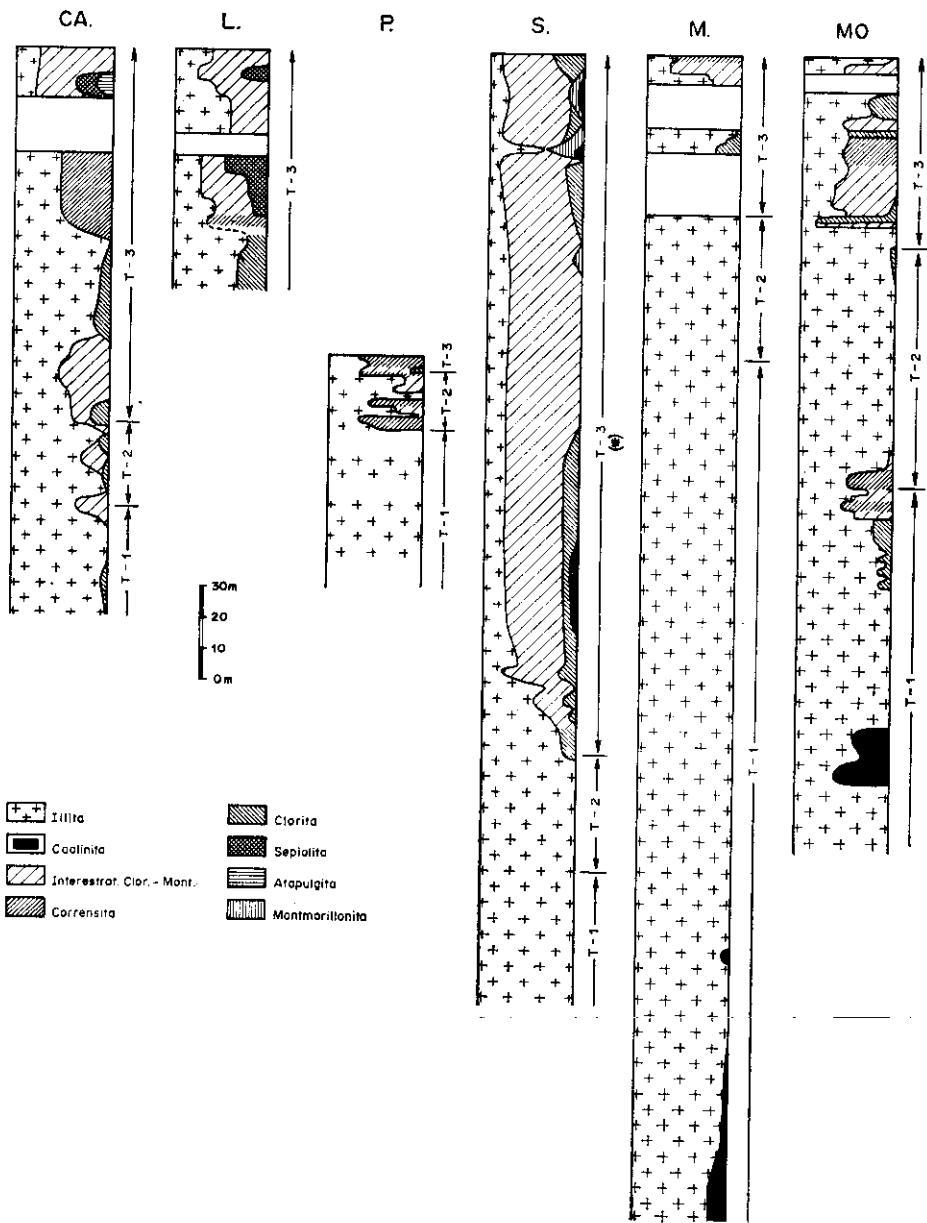 CA.
L.
P.
S.
M.
MO
T-3
T-2
T-1
T-3
T-3
T-2
T-1
T-3
(*)
T-2
T-1
T-3
T-2
T-1
T-3
T-2
T-1
30m
20
10
0m
Illita
Caolinita
Interestrat. Clor. - Mont.
Corrensita
Clorita
Sepiolita
Atapulgita
Montmorillonita